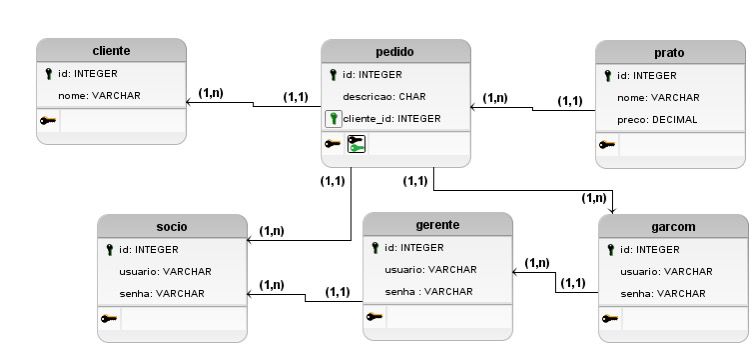 cliente
id: INTEGER
nome: VARCHAR
(1,n)
(1,1)
pedido
id: INTEGER
descricao: CHAR
cliente_id: INTEGER
(1,n)
(1,1)
prato
id: INTEGER
nome: VARCHAR
preco: DECIMAL
(1,1)
(1,1)
(1,n)
(1,n)
socio
id: INTEGER
usuario: VARCHAR
senha: VARCHAR
(1,n)
(1,1)
gerente
id: INTEGER
usuario: VARCHAR
senha : VARCHAR
(1,n)
(1,1)
garcom
id: INTEGER
usuario: VARCHAR
senha: VARCHAR